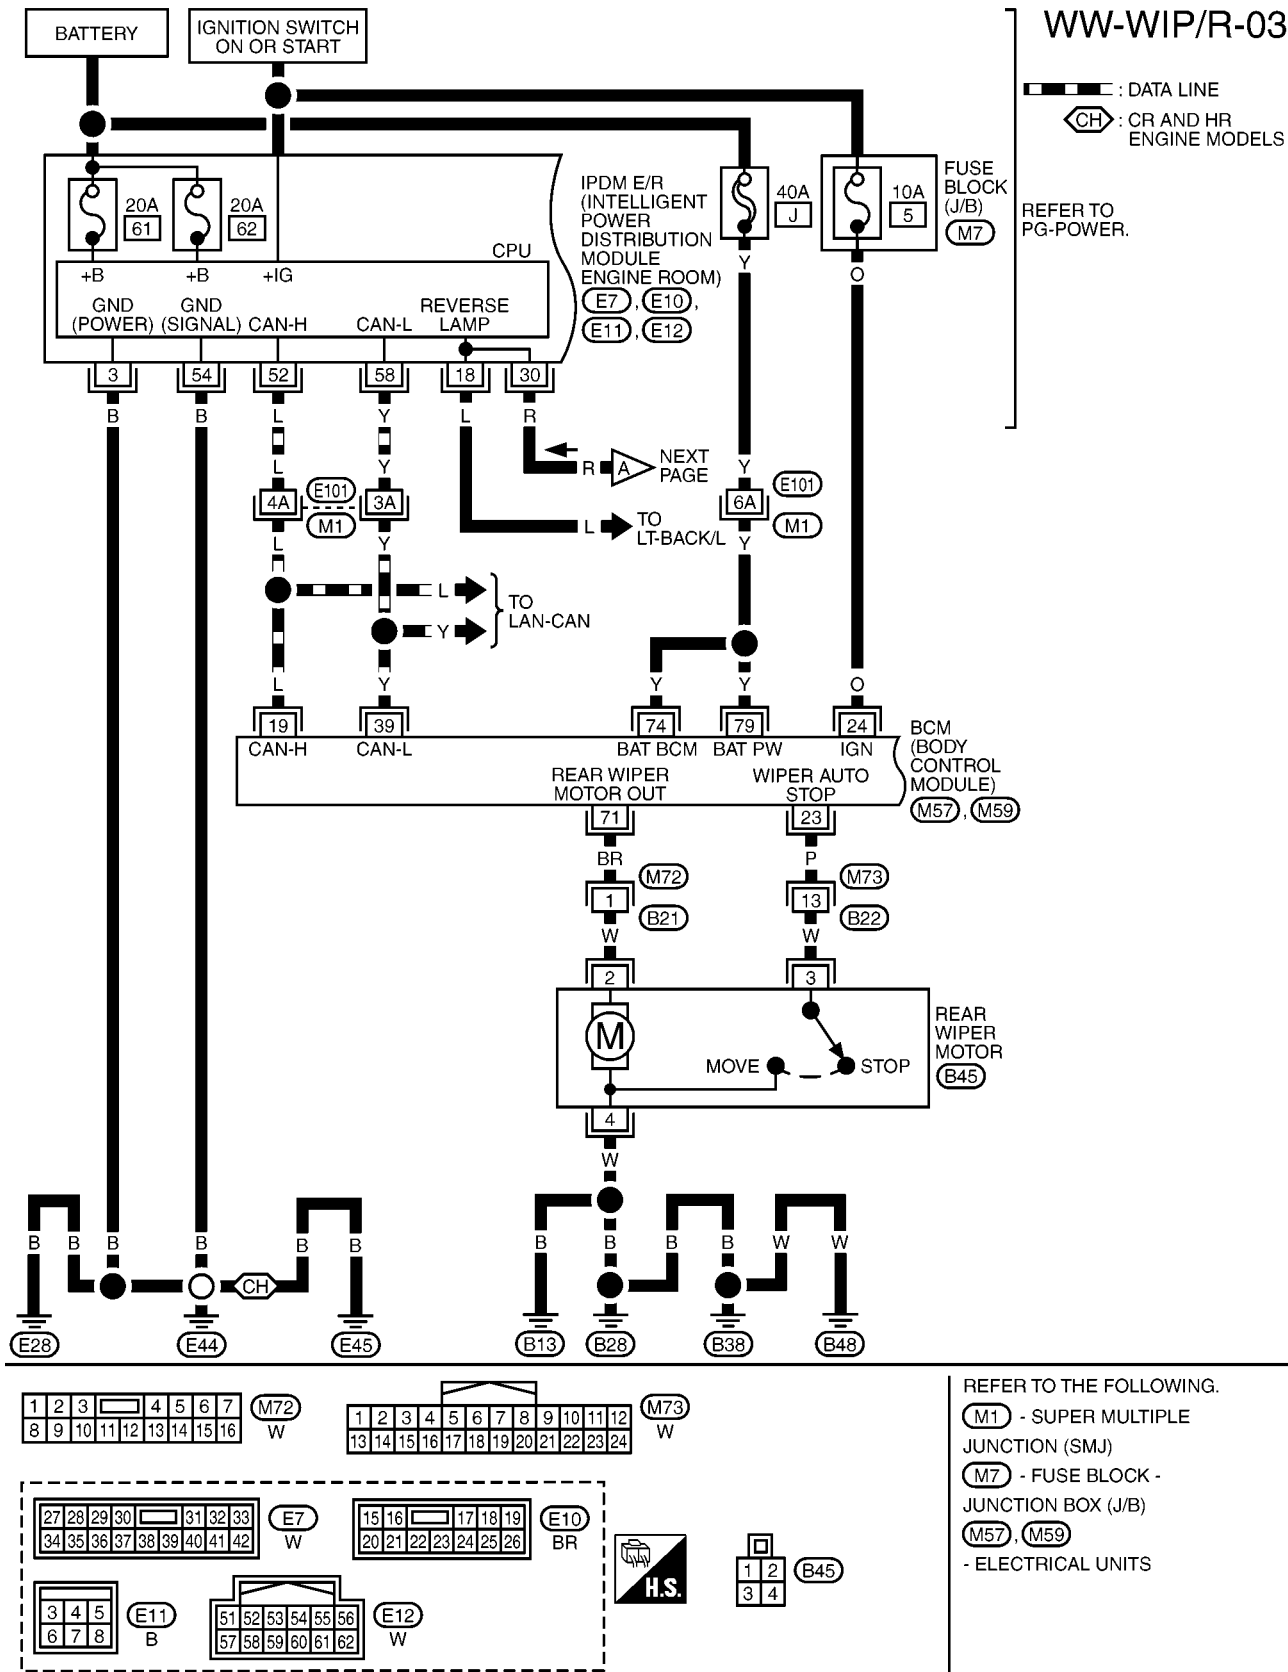 BATTERY
IGNITION SWITCH
ON OR START
WW-WIP/R-03
: DATA LINE
CH : CR AND HR
ENGINE MODELS
20A
61
20A
62
CPU
+B
+B
+IG
GND
(POWER)
GND
(SIGNAL)
CAN-H
CAN-L
REVERSE
LAMP
IPDM E/R
(INTELLIGENT
POWER
DISTRIBUTION
MODULE
ENGINE ROOM)
E7 , E10 ,
E11 , E12
40A
J
10A
5
FUSE
BLOCK
(J/B)
M7
REFER TO
PG-POWER.
3 54 52 58 18 30
B B L Y L R
Y
O
L Y
R A NEXT
PAGE
Y
4A E101 3A
M1
6A E101
M1
L TO
LT-BACK/L
L Y
Y
L
Y
TO
LAN-CAN
L Y Y Y O
19 39 74 79 24
CAN-H CAN-L BAT BCM BAT PW IGN
REAR WIPER
MOTOR OUT
WIPER AUTO
STOP
BCM
(BODY
CONTROL
MODULE)
M57 , M59
71 23
BR P
M72 M73
1 13
B21 B22
W W
2 3
M
MOVE STOP
REAR
WIPER
MOTOR
B45
4
W
B B B B B B
B B B B W W
CH
E28 E44 E45 B13 B28 B38 B48
1 2 3 4 5 6 7
8 9 10 11 12 13 14 15 16
M72
W
1 2 3 4 5 6 7 8 9 10 11 12
13 14 15 16 17 18 19 20 21 22 23 24
M73
W
27 28 29 30 31 32 33
34 35 36 37 38 39 40 41 42
E7
W
15 16 17 18 19
20 21 22 23 24 25 26
E10
BR
3 4 5
6 7 8
E11
B
51 52 53 54 55 56
57 58 59 60 61 62
E12
W
H.S.
1 2
3 4
B45
REFER TO THE FOLLOWING.
M1 - SUPER MULTIPLE
JUNCTION (SMJ)
M7 - FUSE BLOCK -
JUNCTION BOX (J/B)
M57 , M59
- ELECTRICAL UNITS